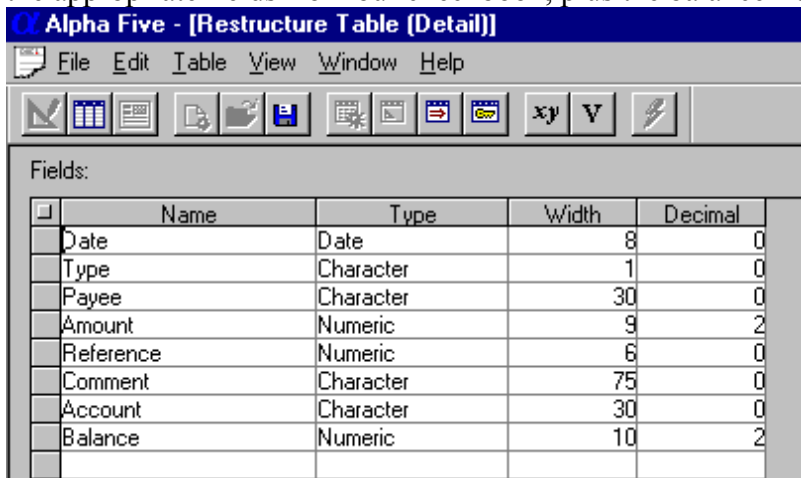 Alpha Five - [Restructure Table (Detail)]
File Edit Table View Window Help
xy V
Fields:
Name Type Width Decimal
Date Date 8 0
Type Character 1 0
Payee Character 30 0
Amount Numeric 9 2
Reference Numeric 6 0
Comment Character 75 0
Account Character 30 0
Balance Numeric 10 2